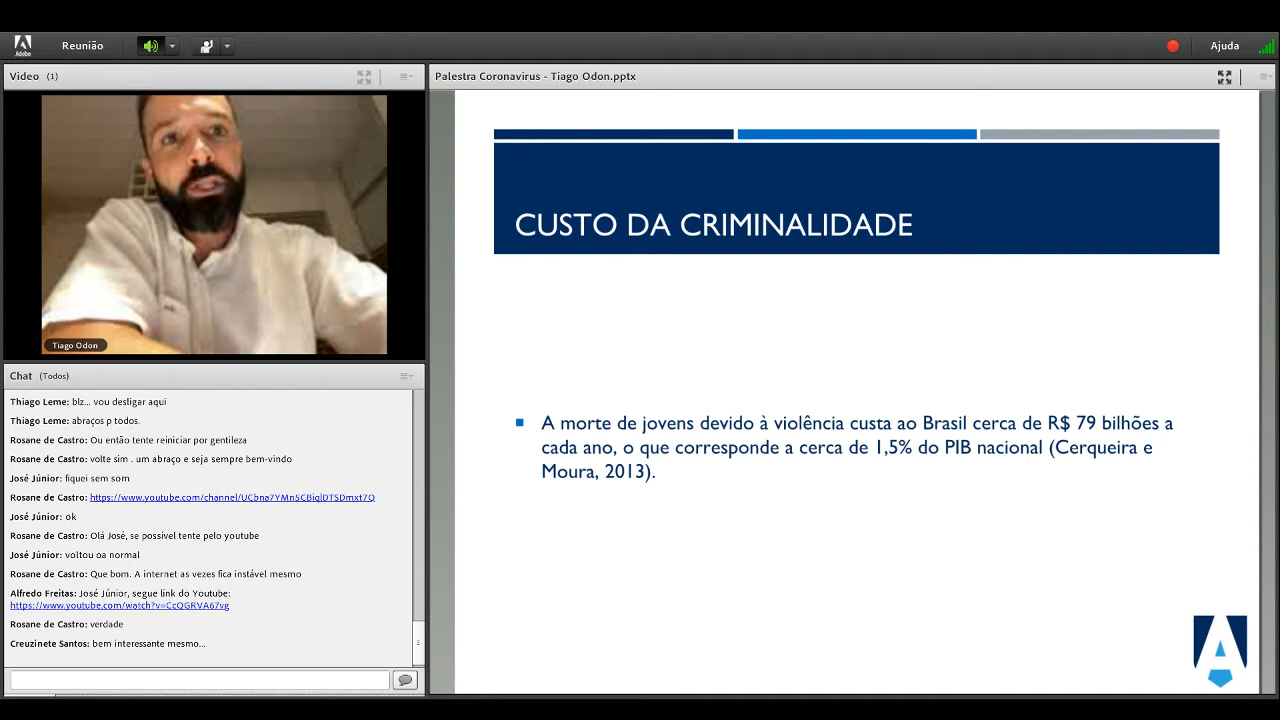 Adobe
Reunião
Ajuda
Video (1)
Tiago Odon
Chat (Todos)
Thiago Leme: blz... vou desligar aqui
Thiago Leme: abraços p todos.
Rosane de Castro: Ou então tente reiniciar por gentileza
Rosane de Castro: volte sim . um abraço e seja sempre bem-vindo
José Júnior: fiquei sem som
Rosane de Castro: https://www.youtube.com/channel/UCbna7YMn5CBiqlDTSDmxt7Q
José Júnior: ok
Rosane de Castro: Olá José, se possível tente pelo youtube
José Júnior: voltou oa normal
Rosane de Castro: Que bom. A internet as vezes fica instável mesmo
Alfredo Freitas: José Júnior, segue link do Youtube:
https://www.youtube.com/watch?v=CcQGRVA67vg
Rosane de Castro: verdade
Creuzinete Santos: bem interessante mesmo...
Palestra Coronavirus - Tiago Odon.pptx
CUSTO DA CRIMINALIDADE
A morte de jovens devido à violência custa ao Brasil cerca de R$ 79 bilhões a
cada ano, o que corresponde a cerca de 1,5% do PIB nacional (Cerqueira e
Moura, 2013).